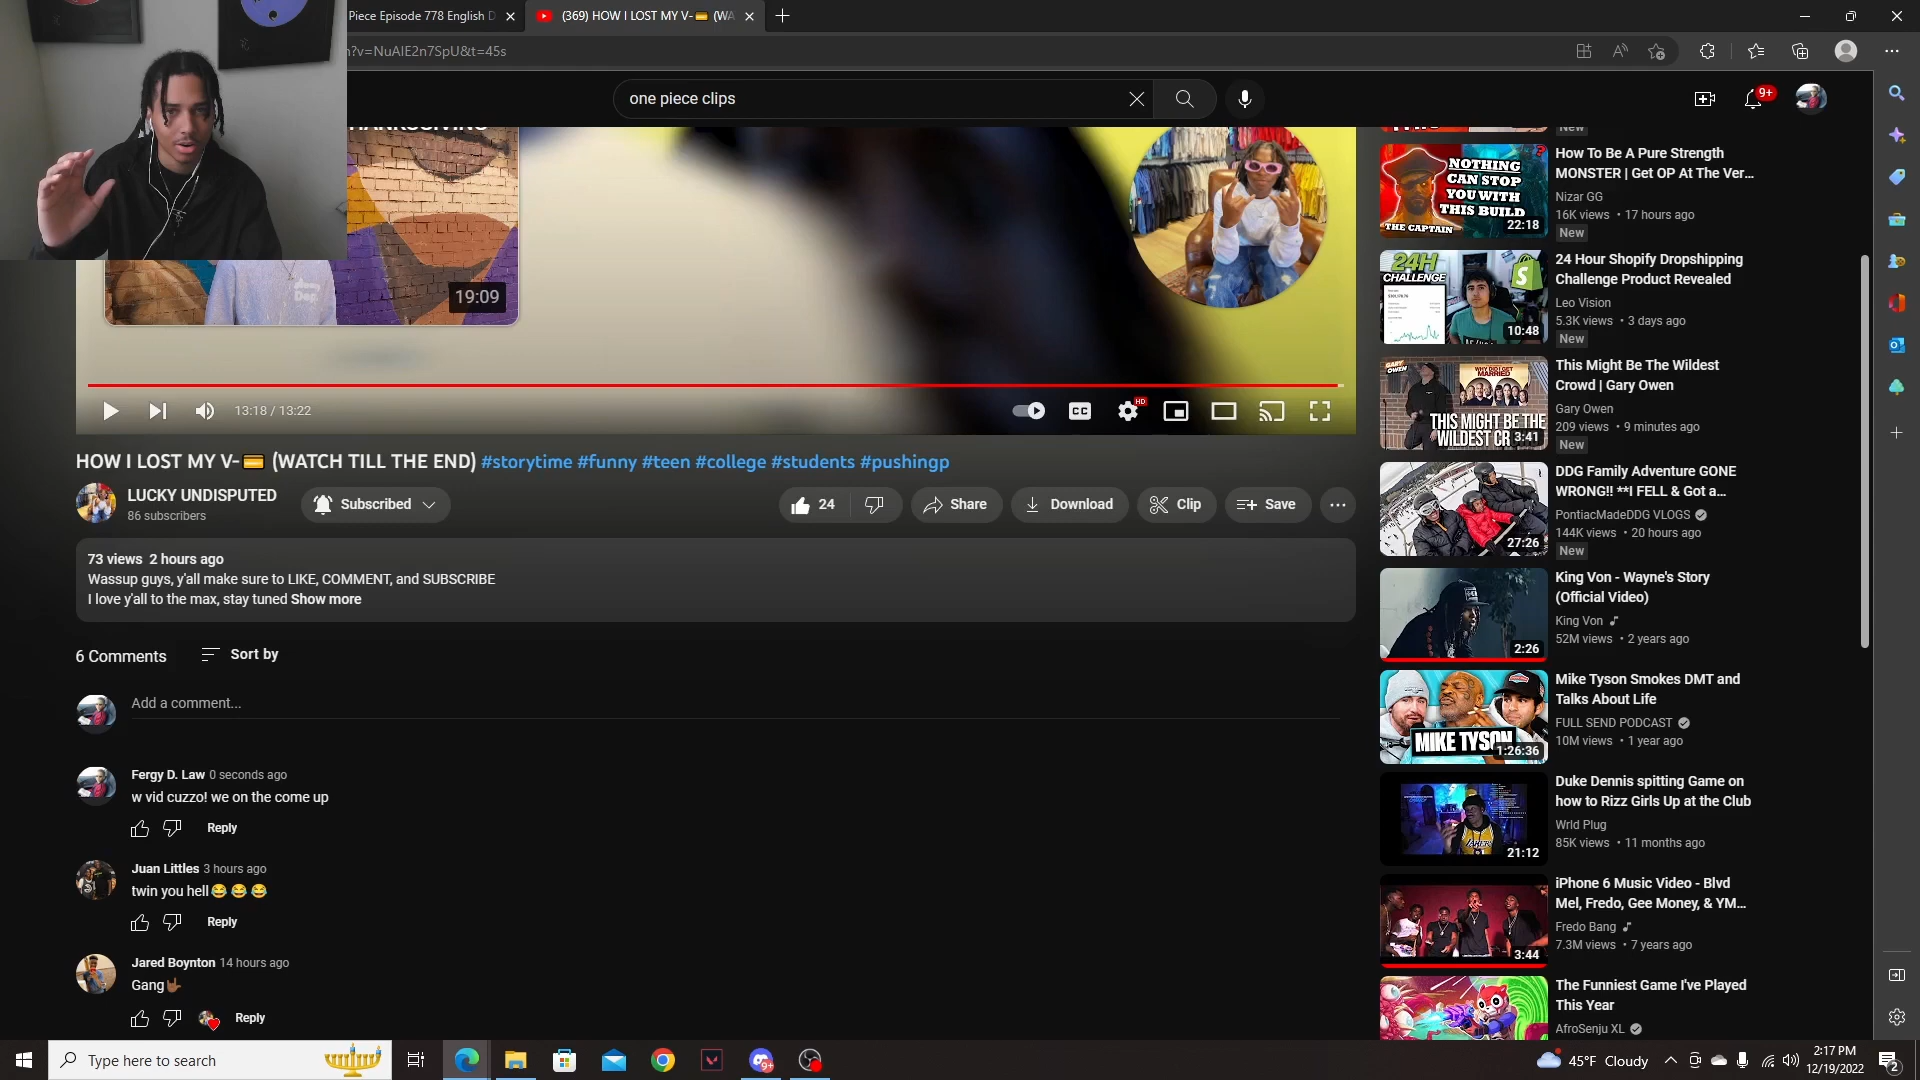 Piece Episode 778 English D
(369) HOW I LOST MY V-💳 (WA
?v=NuAlE2n7SpU&t=45s
one piece clips
9+
19:09
13:18 / 13:22
CC
HD
HOW I LOST MY V-💳 (WATCH TILL THE END) #storytime #funny #teen #college #students #pushingp
LUCKY UNDISPUTED
86 subscribers
Subscribed
24
Share
Download
Clip
Save
73 views 2 hours ago
Wassup guys, y'all make sure to LIKE, COMMENT, and SUBSCRIBE
I love y'all to the max, stay tuned Show more
6 Comments
Sort by
Add a comment...
Fergy D. Law 0 seconds ago
w vid cuzzo! we on the come up
Reply
Juan Littles 3 hours ago
twin you hell😂😂😂
Reply
Jared Boynton 14 hours ago
Gang🤟🏾
Reply
New
NOTHING
CAN STOP
YOU WITH
THIS BUILD
THE CAPTAIN
22:18
How To Be A Pure Strength
MONSTER | Get OP At The Ver...
Nizar GG
16K views • 17 hours ago
New
24H
CHALLENGE
10:48
24 Hour Shopify Dropshipping
Challenge Product Revealed
Leo Vision
5.3K views • 3 days ago
New
GARY
OWEN
WHY DID I GET
MARRIED
THIS MIGHT BE THE
WILDEST CR
3:41
This Might Be The Wildest
Crowd | Gary Owen
Gary Owen
209 views • 9 minutes ago
New
27:26
DDG Family Adventure GONE
WRONG!! **I FELL & Got a...
PontiacMadeDDG VLOGS
144K views • 20 hours ago
New
2:26
King Von - Wayne's Story
(Official Video)
King Von
52M views • 2 years ago
MIKE TYSON
1:26:36
Mike Tyson Smokes DMT and
Talks About Life
FULL SEND PODCAST
10M views • 1 year ago
21:12
Duke Dennis spitting Game on
how to Rizz Girls Up at the Club
Wrld Plug
85K views • 11 months ago
3:44
iPhone 6 Music Video - Blvd
Mel, Fredo, Gee Money, & YM...
Fredo Bang
7.3M views • 7 years ago
The Funniest Game I've Played
This Year
AfroSenju XL
Type here to search
9+
45°F Cloudy
2:17 PM
12/19/2022
2